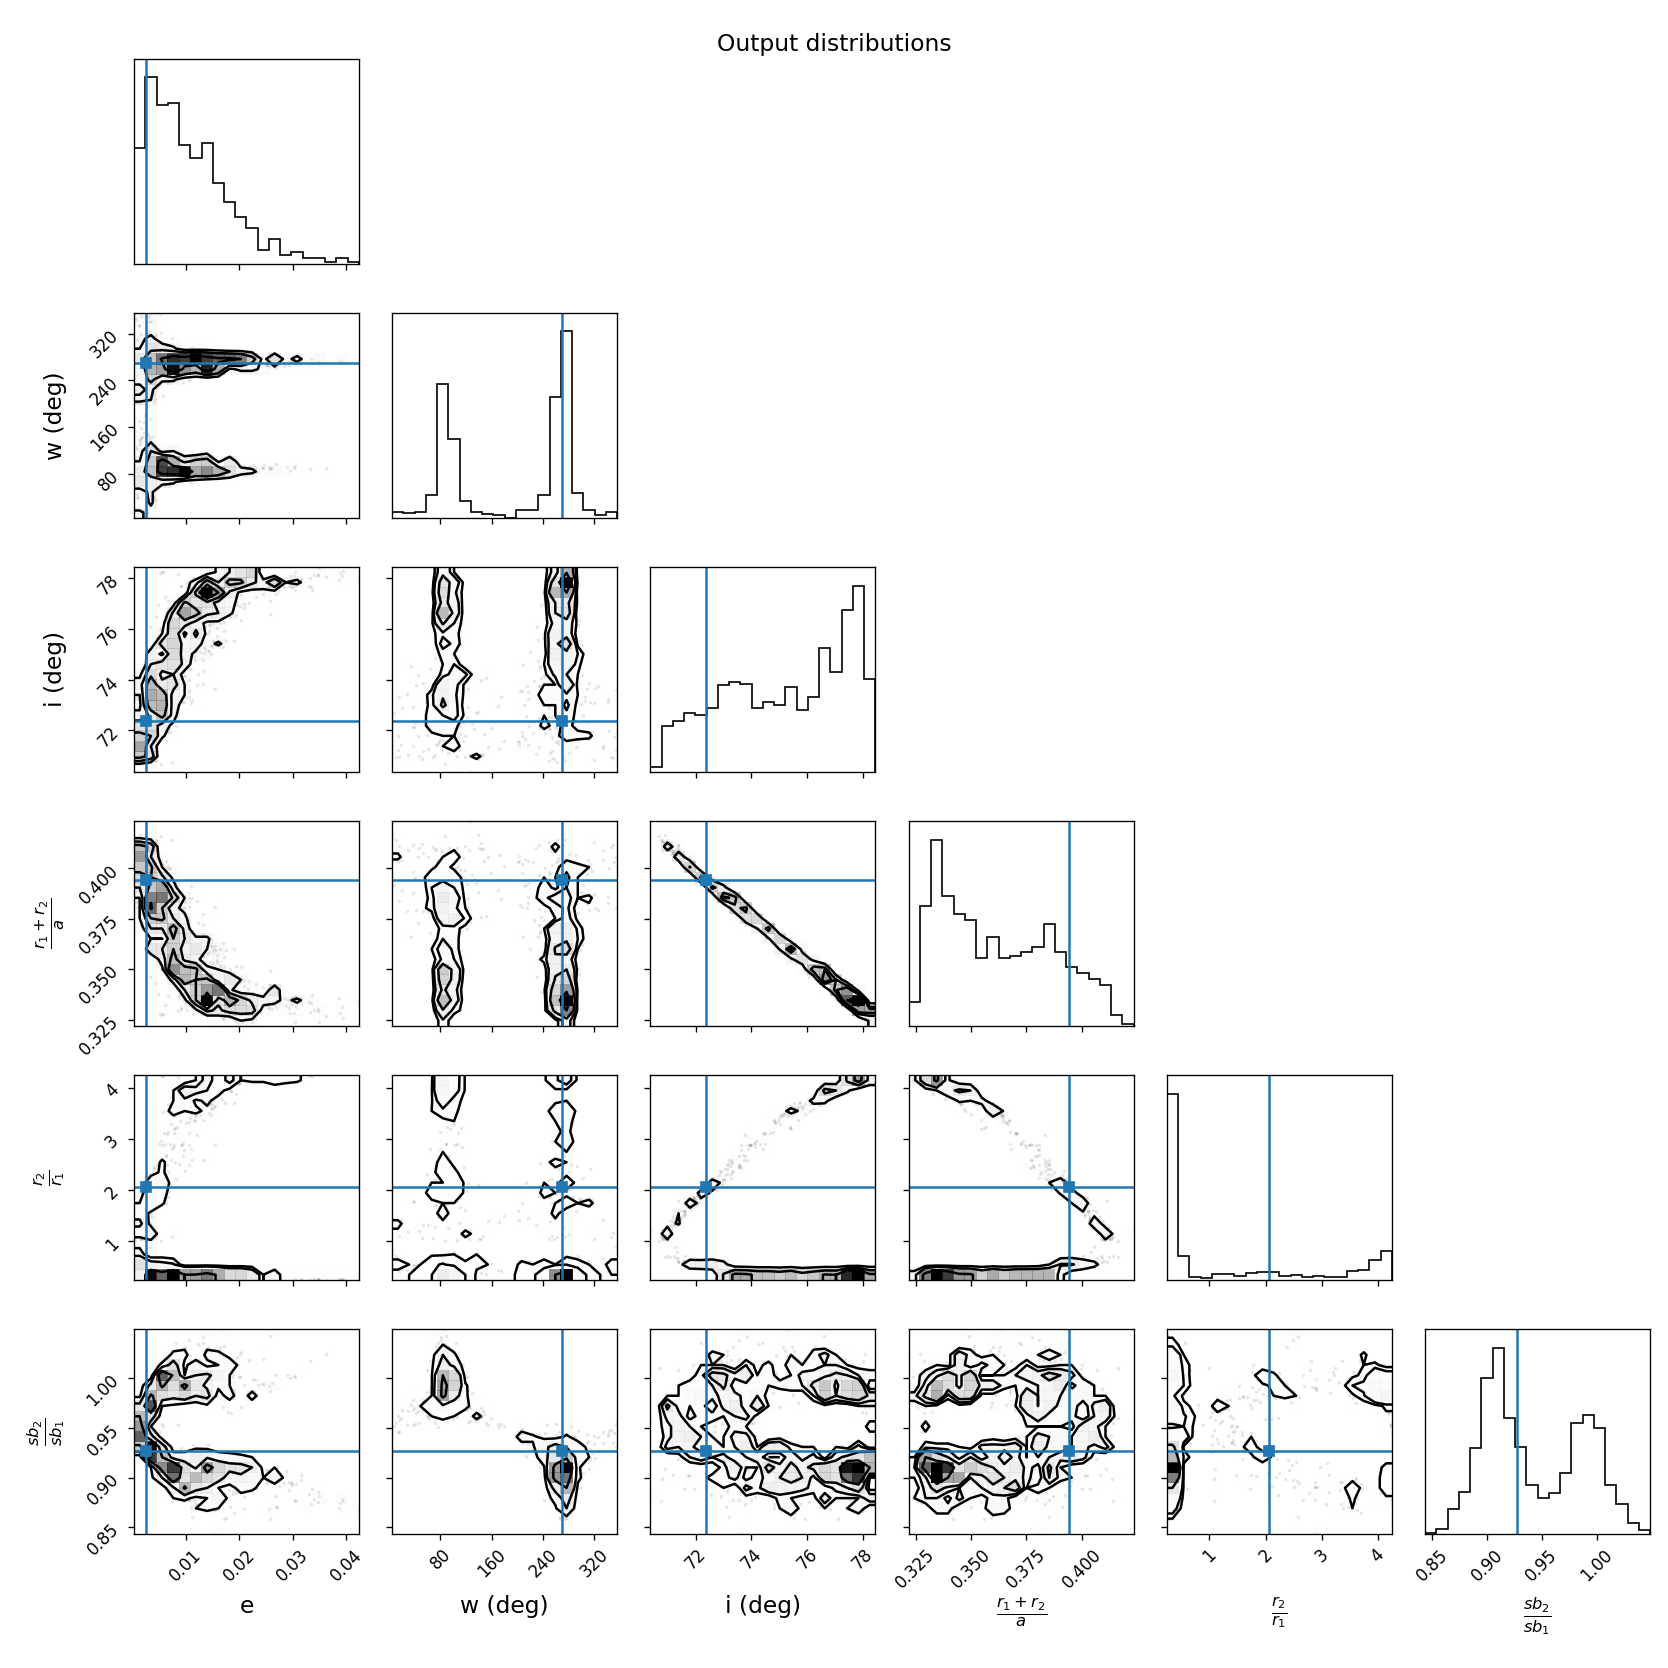 Output distributions
w (deg)
320
240
160
80
i (deg)
78
76
74
72
r₁ + r₂
a
0.400
0.375
0.350
0.325
r₂
r₁
4
3
2
1
sb₂
sb₁
1.00
0.95
0.90
0.85
0.01 0.02 0.03 0.04
80 160 240 320
72 74 76 78
0.325 0.350 0.375 0.400
1 2 3 4
0.85 0.90 0.95 1.00
e
w (deg)
i (deg)
r₁ + r₂
a
r₂
r₁
sb₂
sb₁